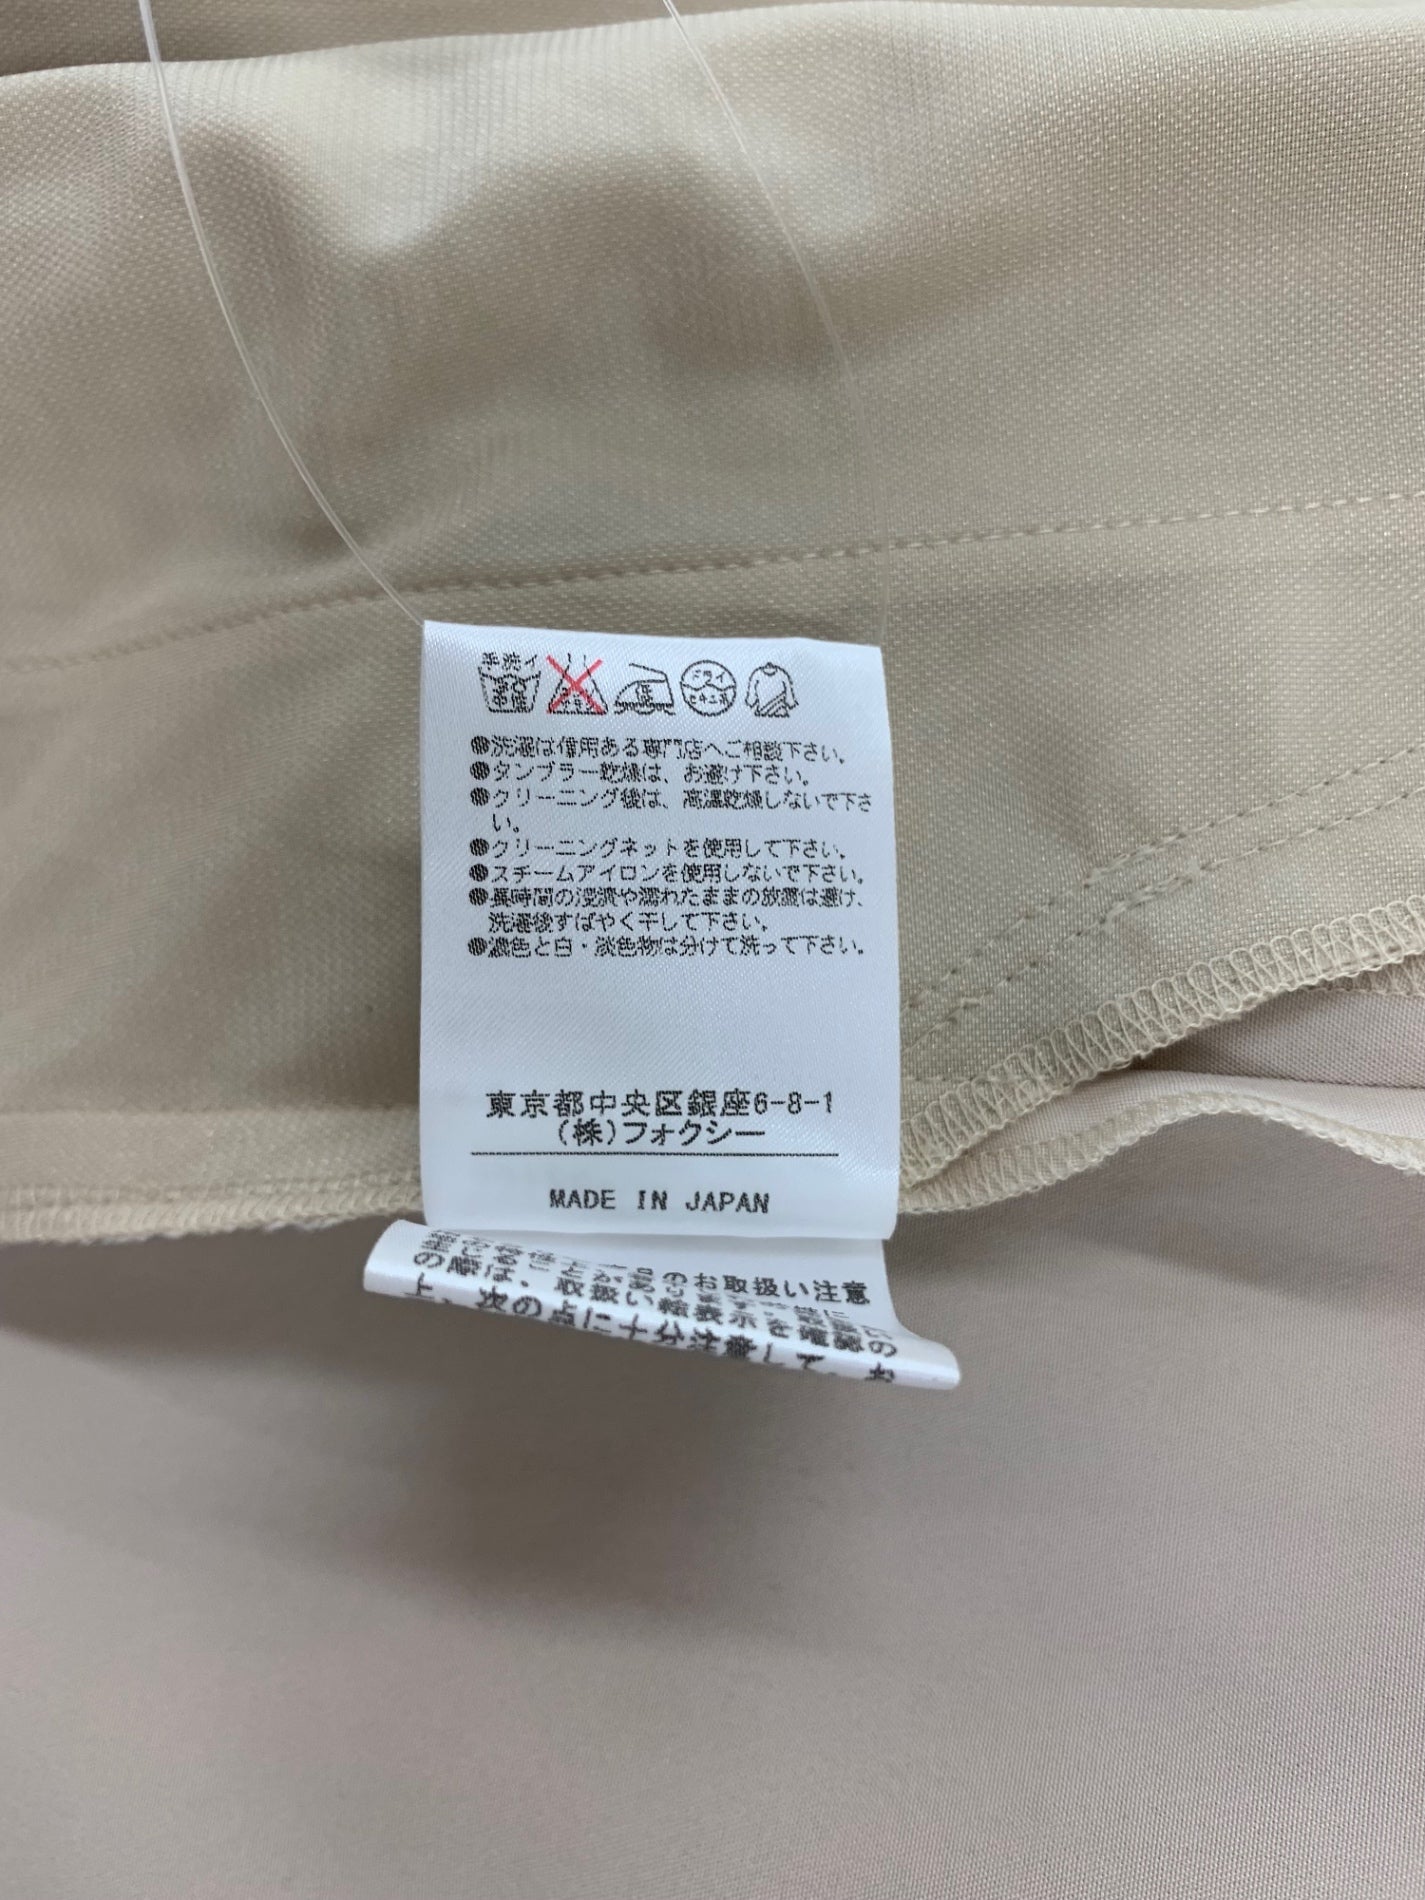 手洗イ
中性
低
ドライ
セキユ系
●洗濯は信用ある専門店へご相談下さい。
●タンブラー乾燥は、お避け下さい。
●クリーニング後は、高温乾燥しないで下さ
い。
●クリーニングネットを使用して下さい。
●スチームアイロンを使用しないで下さい。
●長時間の浸漬や濡れたままの放置は避け、
洗濯後すばやく干して下さい。
●濃色と白・淡色物は分けて洗って下さい。
東京都中央区銀座6-8-1
(株)フォクシー
MADE IN JAPAN
のお取扱い注意
の際は、取扱い絵表示を確認の
上、次の点に十分注意して、お